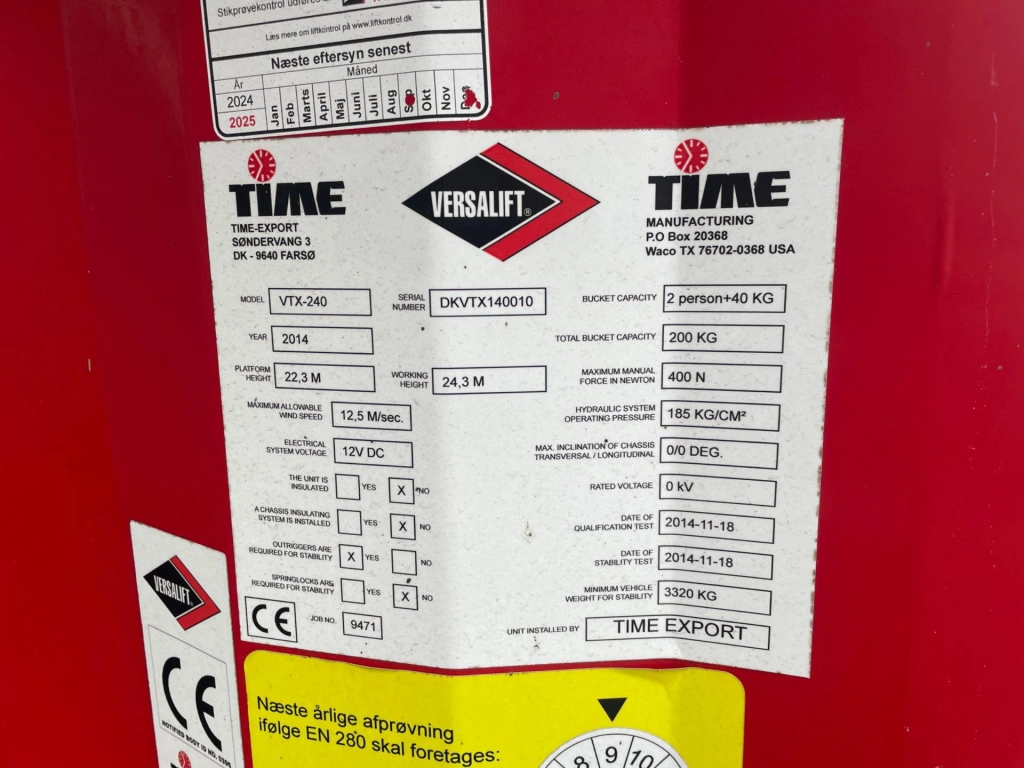 Stikprøvekontrol udføres
Læs mere om liftkontrol på www.liftkontrol.dk
Næste eftersyn senest
År Måned
2024
2025
Jan Feb Marts April Maj Juni Juli Aug Sep Okt Nov Dec
TIME
TIME-EXPORT
SØNDERVANG 3
DK - 9640 FARSØ
VERSALIFT®
TIME
MANUFACTURING
P.O Box 20368
Waco TX 76702-0368 USA
MODEL VTX-240
SERIAL
NUMBER DKVTX140010
YEAR 2014
PLATFORM
HEIGHT 22,3 M
WORKING
HEIGHT 24,3 M
MAXIMUM ALLOWABLE
WIND SPEED 12,5 M/sec.
ELECTRICAL
SYSTEM VOLTAGE 12V DC
THE UNIT IS
INSULATED YES X NO
A CHASSIS INSULATING
SYSTEM IS INSTALLED YES X NO
OUTRIGGERS ARE
REQUIRED FOR STABILITY X YES NO
SPRINGLOCKS ARE
REQUIRED FOR STABILITY YES X NO
CE
JOB NO. 9471
BUCKET CAPACITY 2 person+40 KG
TOTAL BUCKET CAPACITY 200 KG
MAXIMUM MANUAL
FORCE IN NEWTON 400 N
HYDRAULIC SYSTEM
OPERATING PRESSURE 185 KG/CM²
MAX. INCLINATION OF CHASSIS
TRANSVERSAL / LONGITUDINAL 0/0 DEG.
RATED VOLTAGE 0 kV
DATE OF
QUALIFICATION TEST 2014-11-18
DATE OF
STABILITY TEST 2014-11-18
MINIMUM VEHICLE
WEIGHT FOR STABILITY 3320 KG
UNIT INSTALLED BY TIME EXPORT
VERSALIFT®
CE
NOTIFIED BODY ID NO. 0396
Næste årlige afprøvning
ifølge EN 280 skal foretages:
8 9 10